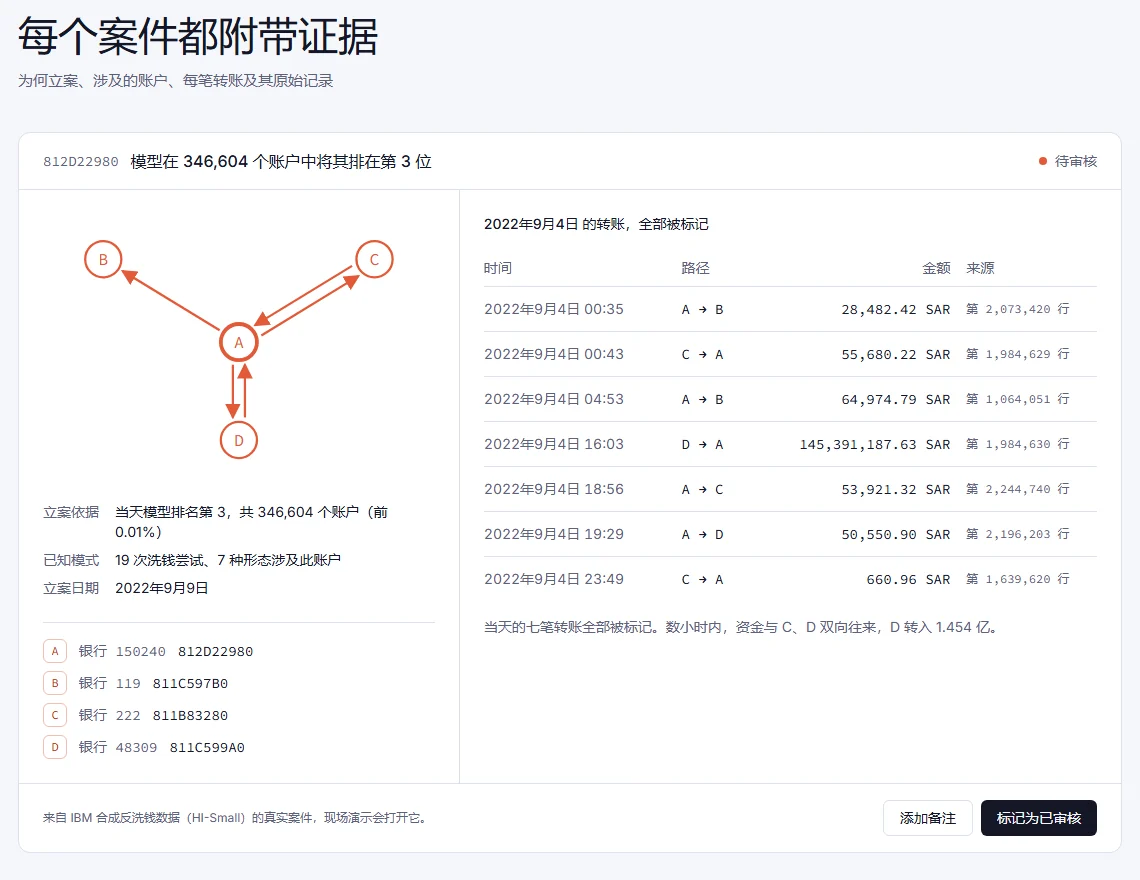 每个案件都附带证据
为何立案、涉及的账户、每笔转账及其原始记录
812D22980 模型在 346,604 个账户中将其排在第 3 位
待审核
B
C
A
D
立案依据 当天模型排名第 3，共 346,604 个账户（前
0.01%）
已知模式 19 次洗钱尝试、7 种形态涉及此账户
立案日期 2022年9月9日
A 银行 150240 812D22980
B 银行 119 811C597B0
C 银行 222 811B83280
D 银行 48309 811C599A0
2022年9月4日 的转账，全部被标记
时间 路径 金额 来源
2022年9月4日 00:35 A → B 28,482.42 SAR 第 2,073,420 行
2022年9月4日 00:43 C → A 55,680.22 SAR 第 1,984,629 行
2022年9月4日 04:53 A → B 64,974.79 SAR 第 1,064,051 行
2022年9月4日 16:03 D → A 145,391,187.63 SAR 第 1,984,630 行
2022年9月4日 18:56 A → C 53,921.32 SAR 第 2,244,740 行
2022年9月4日 19:29 A → D 50,550.90 SAR 第 2,196,203 行
2022年9月4日 23:49 C → A 660.96 SAR 第 1,639,620 行
当天的七笔转账全部被标记。数小时内，资金与 C、D 双向往来，D 转入 1.454 亿。
来自 IBM 合成反洗钱数据（HI-Small）的真实案件，现场演示会打开它。
添加备注
标记为已审核